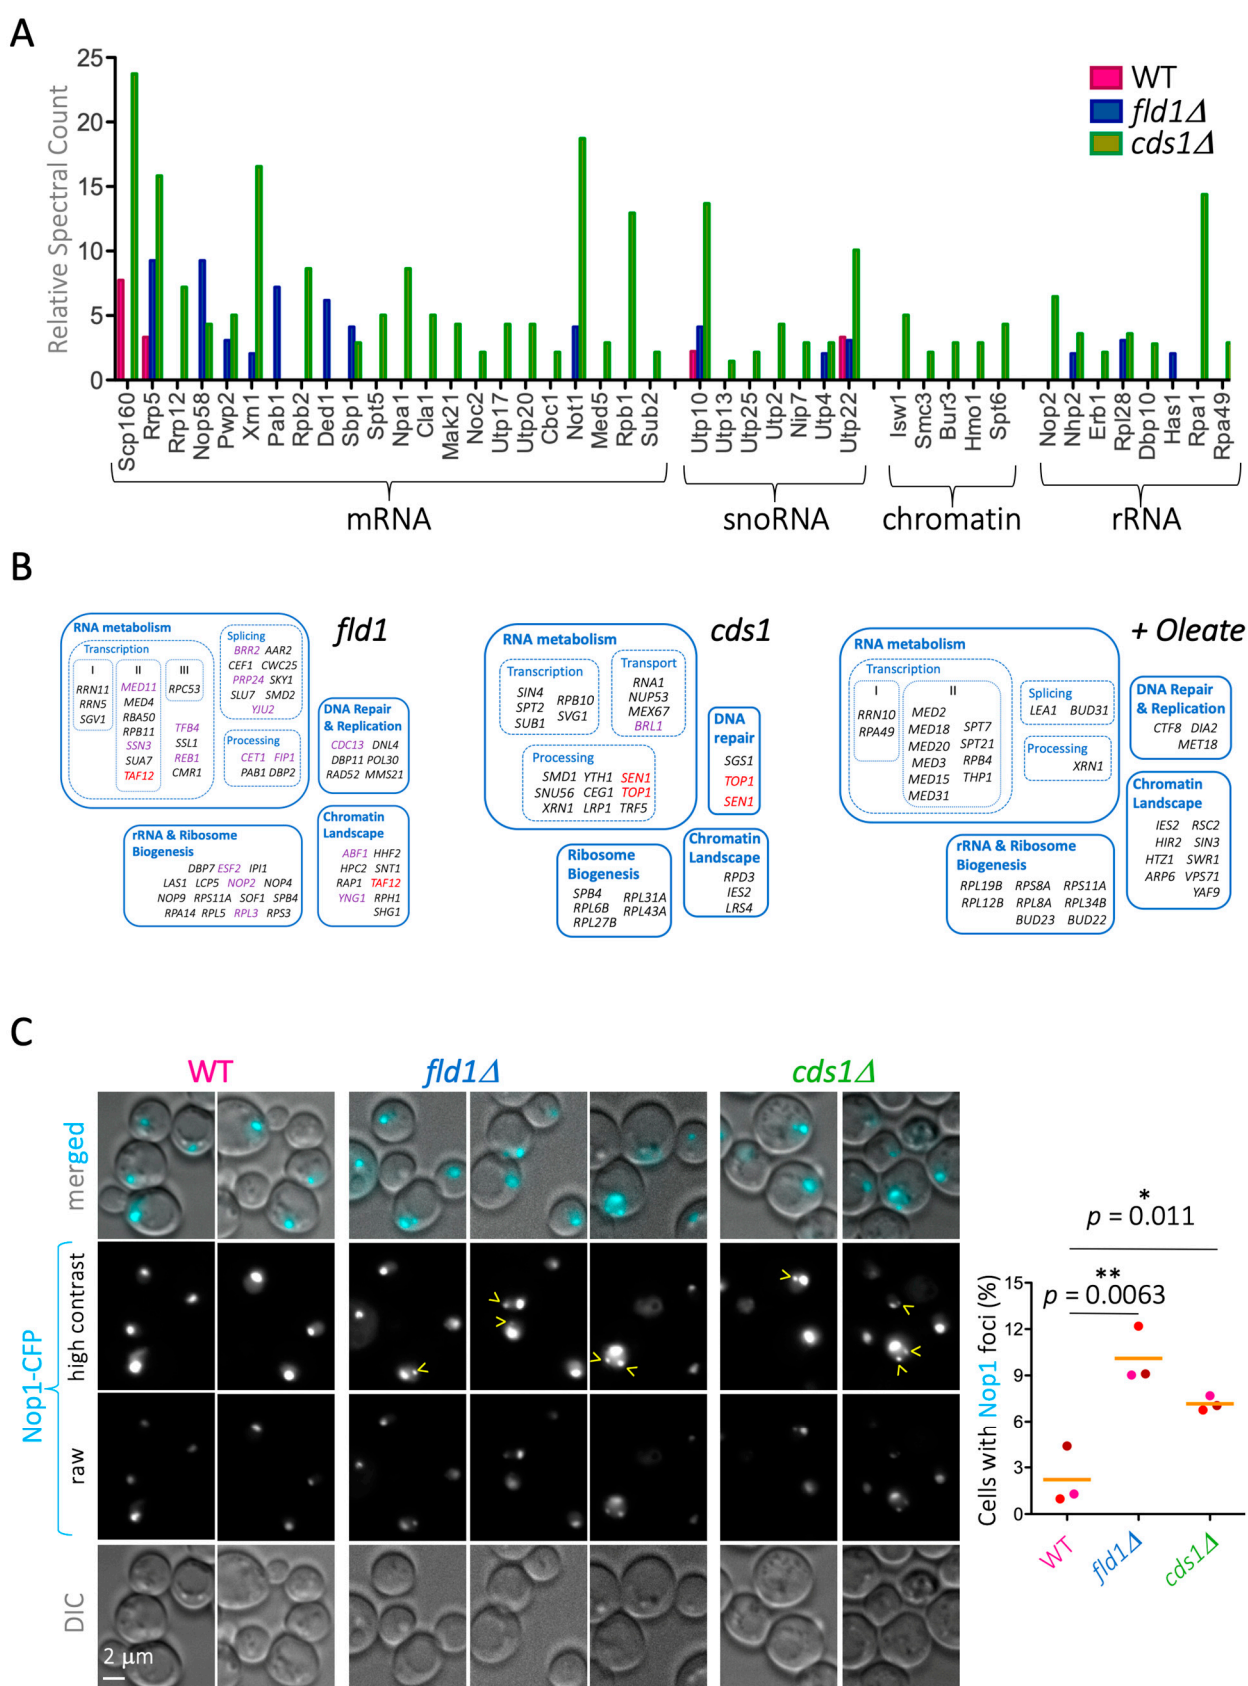 A
Relative Spectral Count
25
20
15
10
5
0
WT
fld1Δ
cds1Δ
Scp160
Rrp5
Rrp12
Nop58
Pwp2
Xrn1
Pab1
Rpb2
Ded1
Sbp1
Spt5
Npa1
Cla1
Mak21
Noc2
Utp17
Utp20
Cbc1
Not1
Med5
Rpb1
Sub2
Utp10
Utp13
Utp25
Utp2
Nip7
Utp4
Utp22
Isw1
Smc3
Bur3
Hmo1
Spt6
Nop2
Nhp2
Erb1
Rpl28
Dbp10
Has1
Rpa1
Rpa49
mRNA
snoRNA
chromatin
rRNA
B
fld1
RNA metabolism
Transcription
I
RRN11
RRN5
SGV1
II
MED11
MED4
RBA50
RPB11
SSN3
SUA7
TAF12
III
RPC53
TFB4
SSL1
REB1
CMR1
Splicing
BRR2 AAR2
CEF1 CWC25
PRP24 SKY1
SLU7 SMD2
YJU2
Processing
CET1 FIP1
PAB1 DBP2
DNA Repair
& Replication
CDC13 DNL4
DBP11 POL30
RAD52 MMS21
rRNA & Ribosome
Biogenesis
DBP7 ESF2 IPI1
LAS1 LCP5 NOP2 NOP4
NOP9 RPS11A SOF1 SPB4
RPA14 RPL5 RPL3 RPS3
Chromatin
Landscape
ABF1 HHF2
HPC2 SNT1
RAP1 TAF12
YNG1 RPH1
SHG1
cds1
RNA metabolism
Transcription
SIN4
SPT2
SUB1
RPB10
SVG1
Transport
RNA1
NUP53
MEX67
BRL1
Processing
SMD1 YTH1 SEN1
SNU56 CEG1 TOP1
XRN1 LRP1 TRF5
DNA
repair
SGS1
TOP1
SEN1
Ribosome
Biogenesis
SPB4
RPL6B
RPL27B
RPL31A
RPL43A
Chromatin
Landscape
RPD3
IES2
LRS4
+ Oleate
RNA metabolism
Transcription
I
RRN10
RPA49
II
MED2
MED18
MED20
MED3
MED15
MED31
SPT7
SPT21
RPB4
THP1
Splicing
LEA1 BUD31
Processing
XRN1
DNA Repair
& Replication
CTF8 DIA2
MET18
Chromatin
Landscape
IES2 RSC2
HIR2 SIN3
HTZ1 SWR1
ARP6 VPS71
YAF9
rRNA & Ribosome
Biogenesis
RPL19B RPS8A RPS11A
RPL12B RPL8A RPL34B
BUD23 BUD22
C
WT
fld1Δ
cds1Δ
merged
Nop1-CFP
high contrast
raw
DIC
2 μm
*
p = 0.011
**
p = 0.0063
Cells with Nop1 foci (%)
15
12
9
6
3
0
WT
fld1Δ
cds1Δ